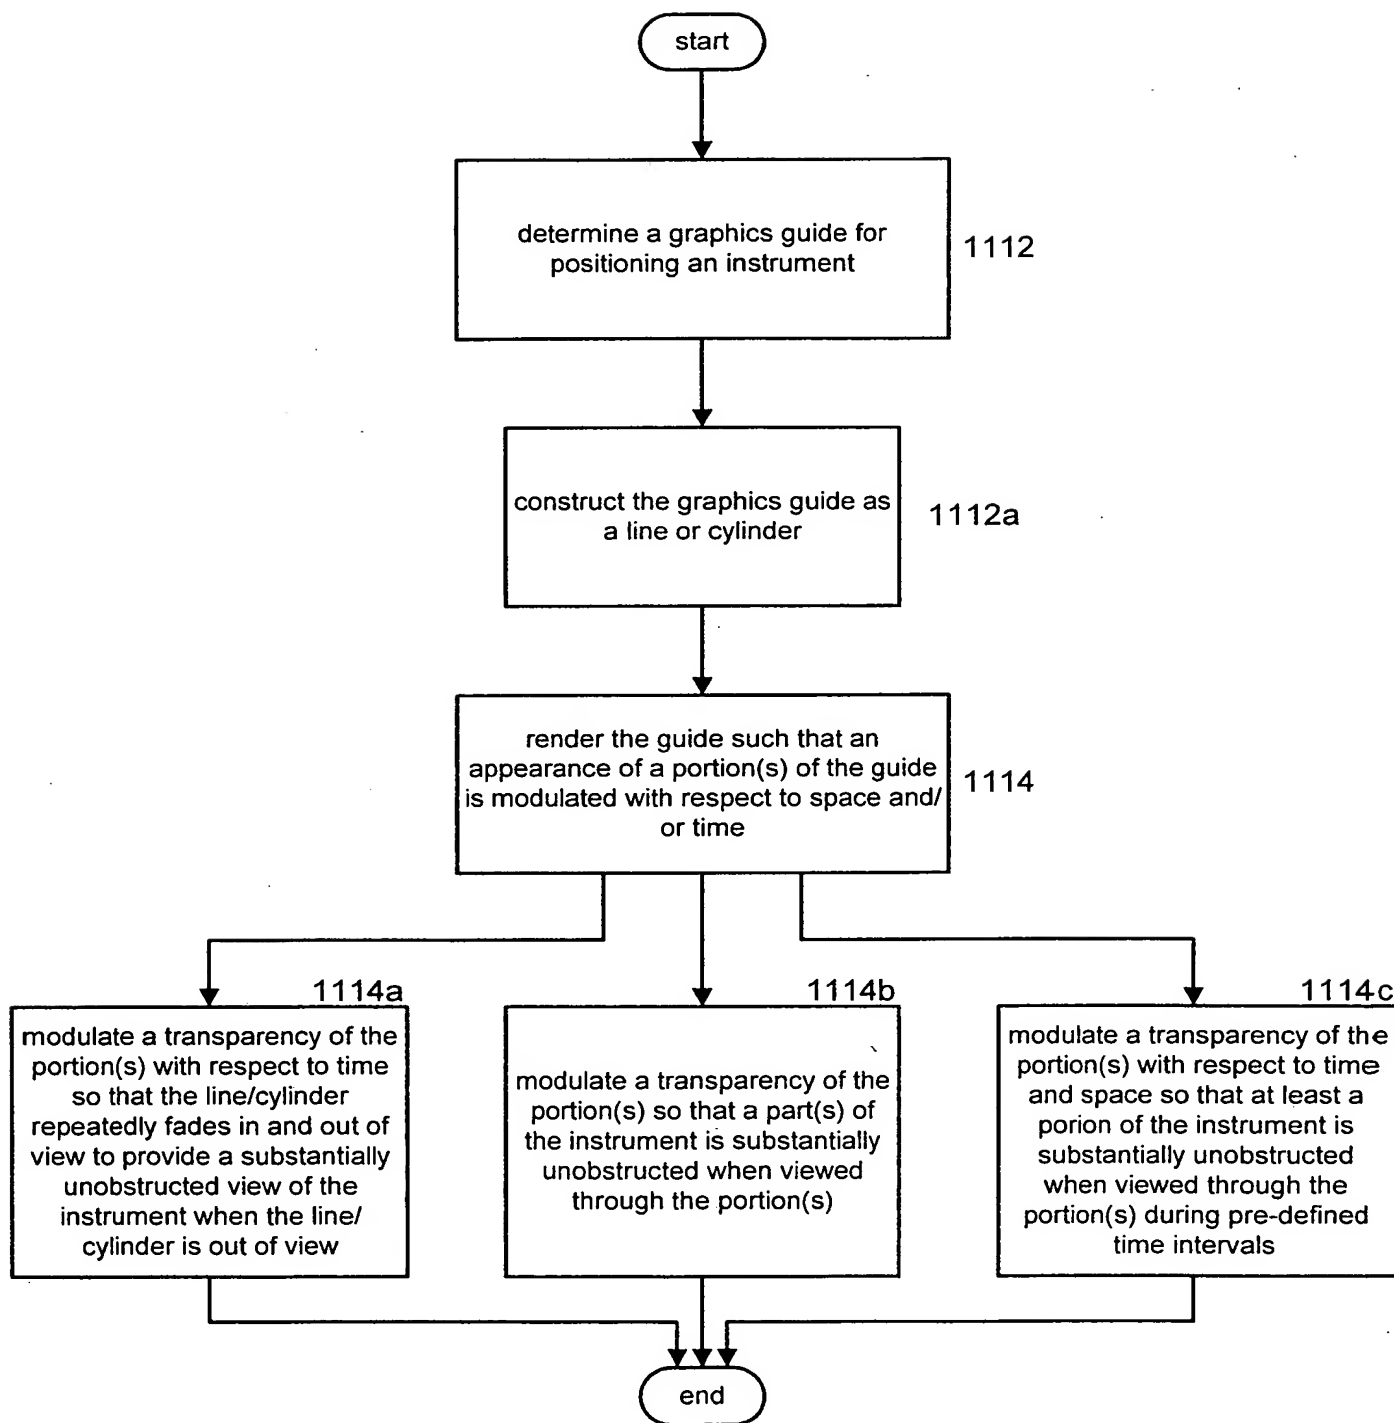 start
determine a graphics guide for
positioning an instrument
1112
construct the graphics guide as
a line or cylinder
1112a
render the guide such that an
appearance of a portion(s) of the guide
is modulated with respect to space and/
or time
1114
1114a
modulate a transparency of the
portion(s) with respect to time
so that the line/cylinder
repeatedly fades in and out of
view to provide a substantially
unobstructed view of the
instrument when the line/
cylinder is out of view
1114b
modulate a transparency of the
portion(s) so that a part(s) of
the instrument is substantially
unobstructed when viewed
through the portion(s)
1114c
modulate a transparency of the
portion(s) with respect to time
and space so that at least a
porion of the instrument is
substantially unobstructed
when viewed through the
portion(s) during pre-defined
time intervals
end